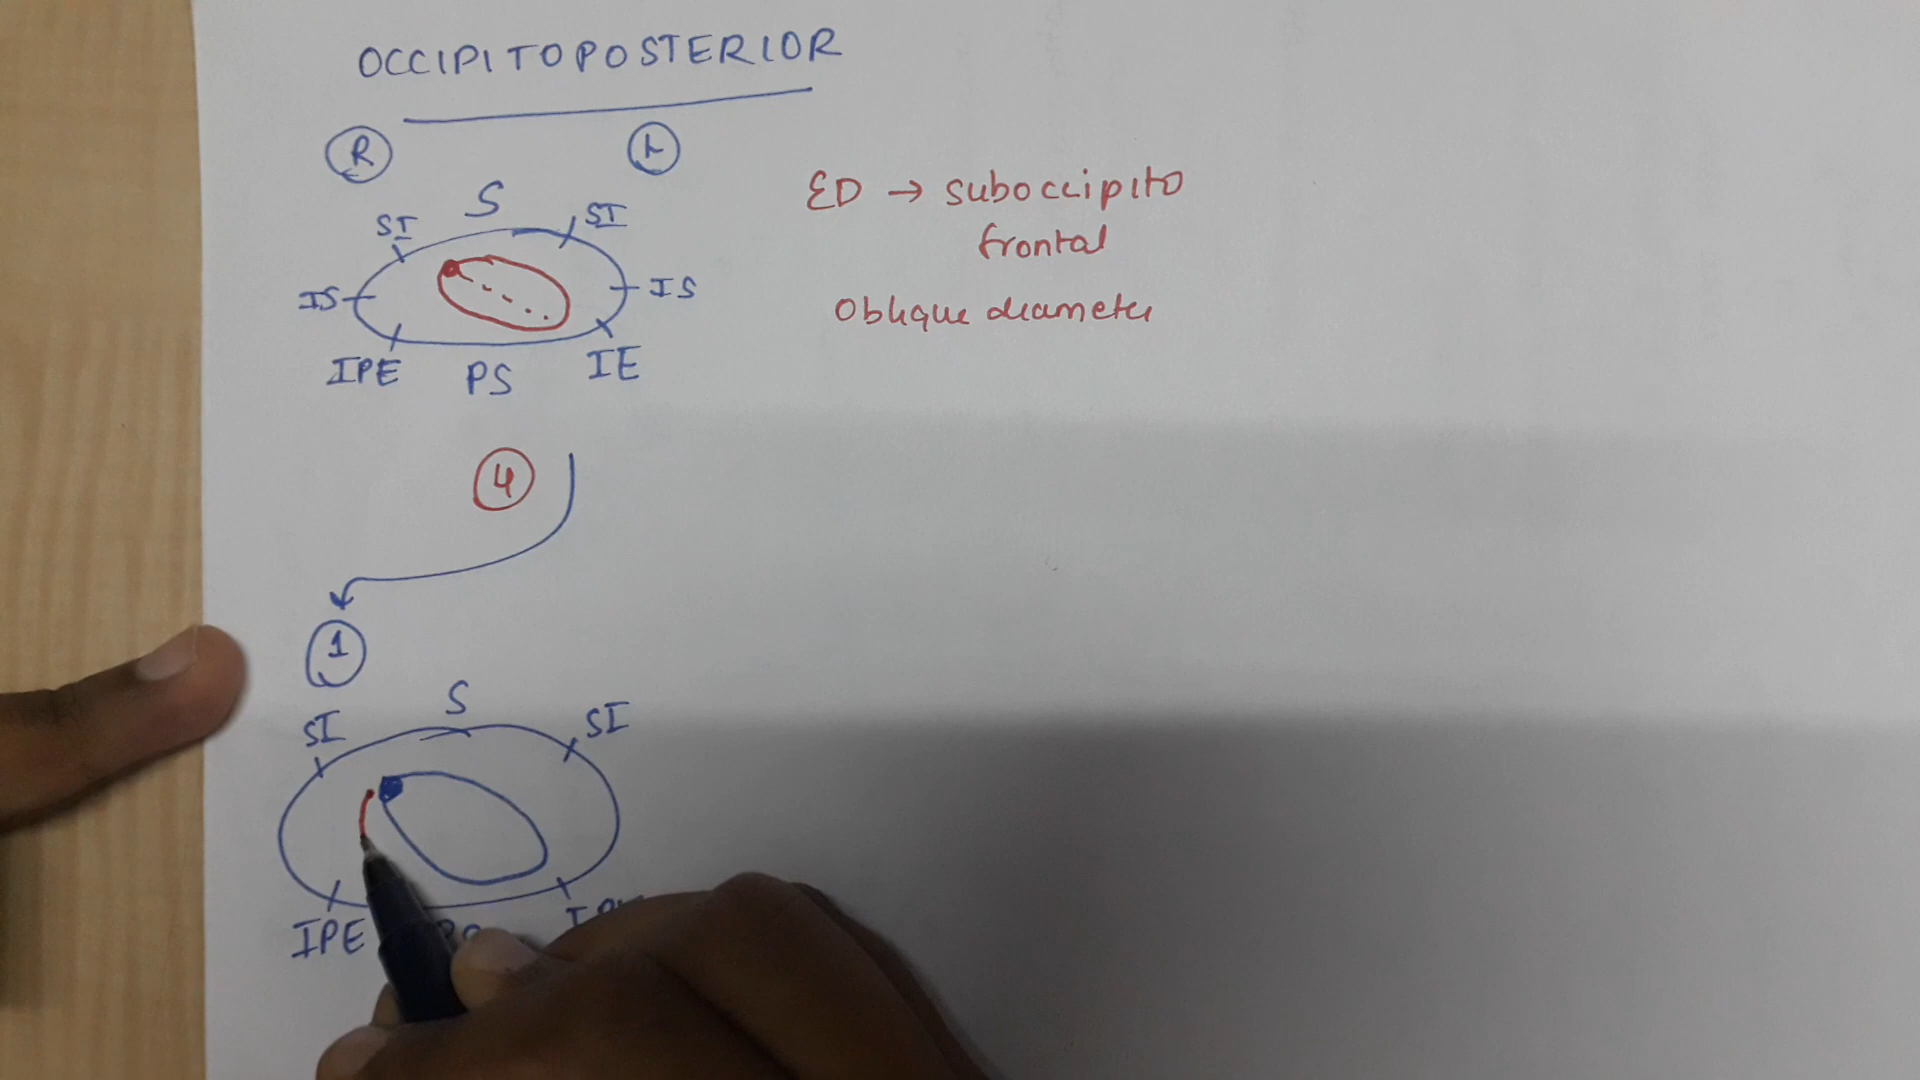 OCCIPITOPOSTERIOR
R L
S
SI SI
IS IS
IPE PS IE
ED → suboccipito
frontal
Oblique diameter
4
1
S
SI SI
IPE